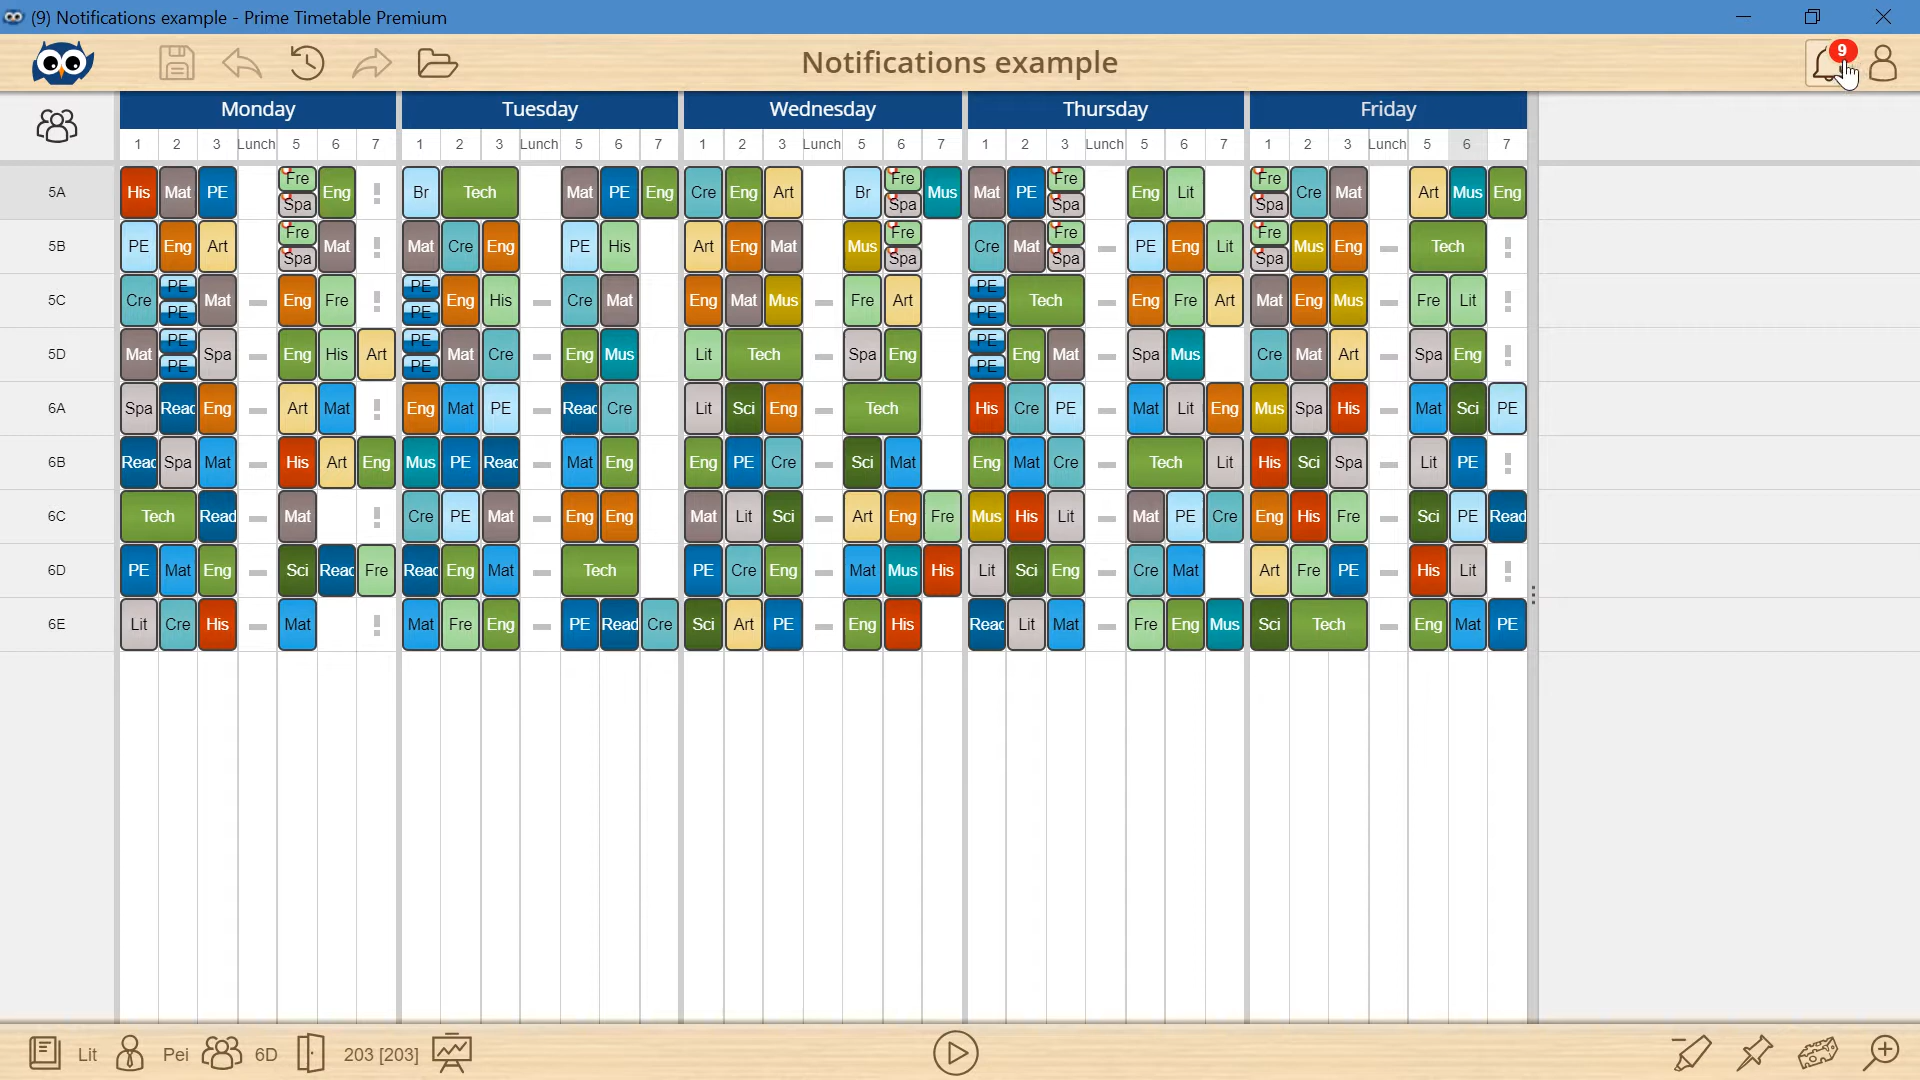 (9) Notifications example - Prime Timetable Premium
Notifications example
9
Monday Tuesday Wednesday Thursday Friday
1 2 3 Lunch 5 6 7 1 2 3 Lunch 5 6 7 1 2 3 Lunch 5 6 7 1 2 3 Lunch 5 6 7 1 2 3 Lunch 5 6 7
5A His Mat PE Fre Spa Eng Br Tech Mat PE Eng Cre Eng Art Br Fre Spa Mus Mat PE Fre Spa Eng Lit Fre Spa Cre Mat Art Mus Eng
5B PE Eng Art Fre Spa Mat Mat Cre Eng PE His Art Eng Mat Mus Fre Spa Cre Mat Fre Spa PE Eng Lit Fre Spa Mus Eng Tech
5C Cre PE PE Mat Eng Fre PE PE Eng His Cre Mat Eng Mat Mus Fre Art PE PE Tech Eng Fre Art Mat Eng Mus Fre Lit
5D Mat PE PE Spa Eng His Art PE PE Mat Cre Eng Mus Lit Tech Spa Eng PE PE Eng Mat Spa Mus Cre Mat Art Spa Eng
6A Spa Read Eng Art Mat Eng Mat PE Read Cre Lit Sci Eng Tech His Cre PE Mat Lit Eng Mus Spa His Mat Sci PE
6B Read Spa Mat His Art Eng Mus PE Read Mat Eng Eng PE Cre Sci Mat Eng Mat Cre Tech Lit His Sci Spa Lit PE
6C Tech Read Mat Cre PE Mat Eng Eng Mat Lit Sci Art Eng Fre Mus His Lit Mat PE Cre Eng His Fre Sci PE Read
6D PE Mat Eng Sci Read Fre Read Eng Mat Tech PE Cre Eng Mat Mus His Lit Sci Eng Cre Mat Art Fre PE His Lit
6E Lit Cre His Mat Mat Fre Eng PE Read Cre Sci Art PE Eng His Read Lit Mat Fre Eng Mus Sci Tech Eng Mat PE
Lit Pei 6D 203 [203]